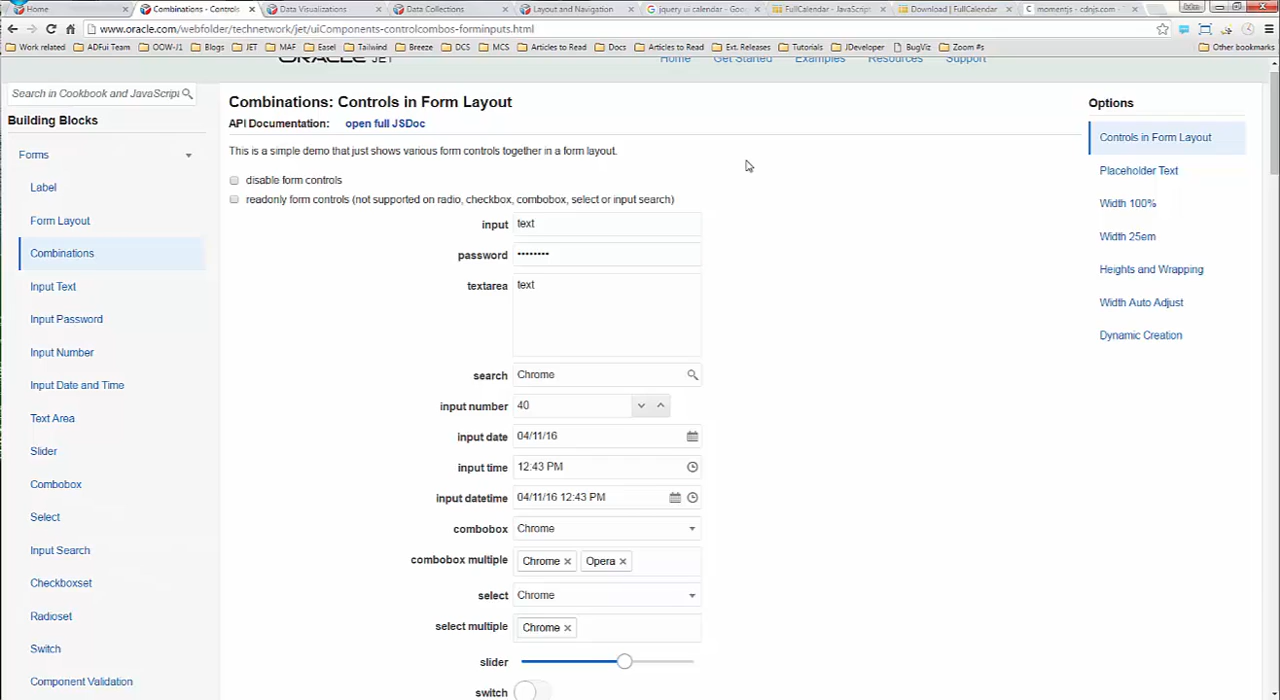 Home
Combinations - Controls
Data Visualizations
Data Collections
Layout and Navigation
jquery ui calendar - Goo
FullCalendar - JavaScript
Download | FullCalendar
momentjs - cdnjs.com -
John
www.oracle.com/webfolder/technetwork/jet/uiComponents-controlcombos-forminputs.html
Work related
ADFui Team
OOW-J1
Blogs
JET
MAF
Easel
Tailwind
Breeze
DCS
MCS
Articles to Read
Docs
Articles to Read
Ext. Releases
Tutorials
JDeveloper
BugViz
Zoom #s
Other bookmarks
ORACLE JET
Home
Get Started
Examples
Resources
Support
Search in Cookbook and JavaScript
Building Blocks
Forms
Label
Form Layout
Combinations
Input Text
Input Password
Input Number
Input Date and Time
Text Area
Slider
Combobox
Select
Input Search
Checkboxset
Radioset
Switch
Component Validation
Combinations: Controls in Form Layout
API Documentation: open full JSDoc
This is a simple demo that just shows various form controls together in a form layout.
disable form controls
readonly form controls (not supported on radio, checkbox, combobox, select or input search)
input text
password ••••••••
textarea text
search Chrome
input number 40
input date 04/11/16
input time 12:43 PM
input datetime 04/11/16 12:43 PM
combobox Chrome
combobox multiple Chrome × Opera ×
select Chrome
select multiple Chrome ×
slider
switch
Options
Controls in Form Layout
Placeholder Text
Width 100%
Width 25em
Heights and Wrapping
Width Auto Adjust
Dynamic Creation